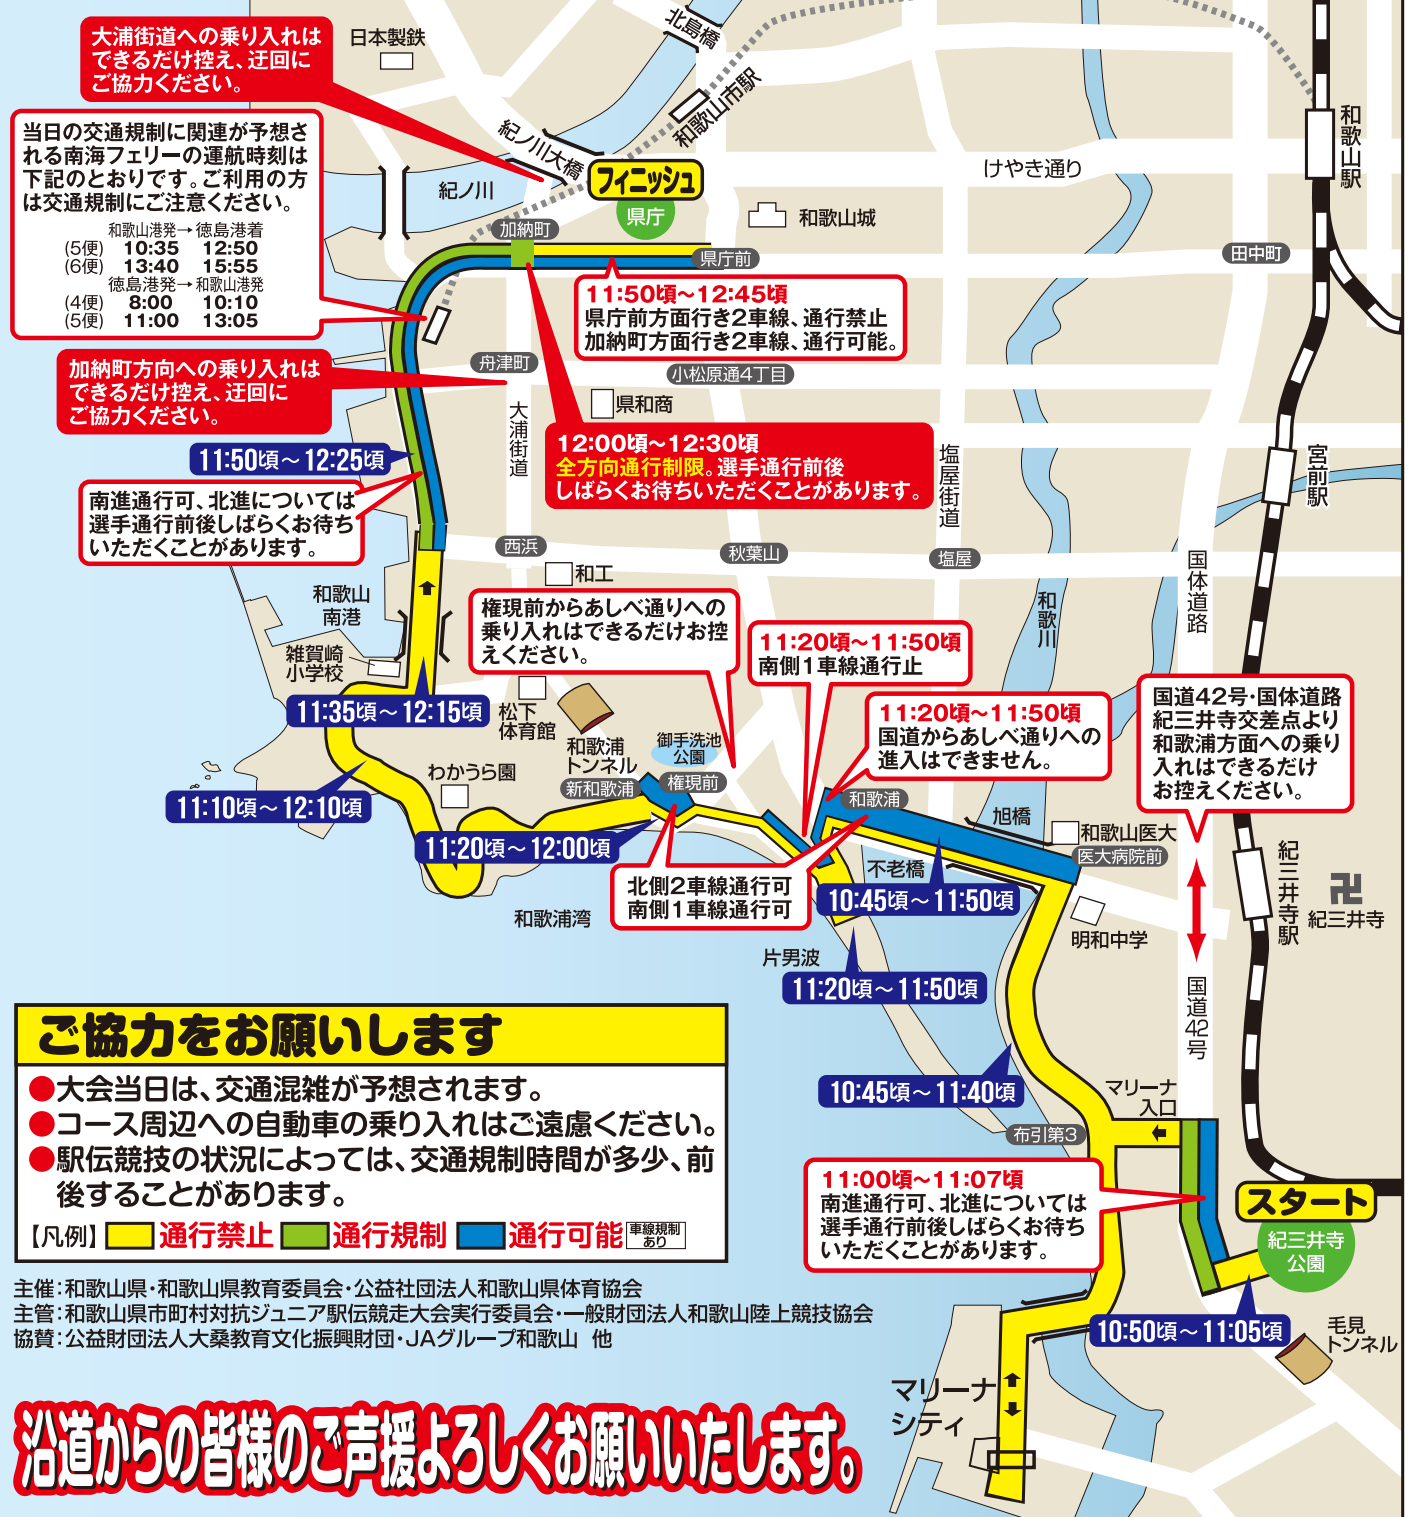 大浦街道への乗り入れは
できるだけ控え、迂回に
ご協力ください。
日本製鉄
北島橋
和歌山市駅
紀ノ川大橋
紀ノ川
フィニッシュ
県庁
和歌山城
けやき通り
和歌山駅
当日の交通規制に関連が予想さ
れる南海フェリーの運航時刻は
下記のとおりです。ご利用の方
は交通規制にご注意ください。
和歌山港発→徳島港着
(5便) 10:35 12:50
(6便) 13:40 15:55
徳島港発→和歌山港発
(4便) 8:00 10:10
(5便) 11:00 13:05
加納町
県庁前
田中町
11:50頃〜12:45頃
県庁前方面行き2車線、通行禁止
加納町方面行き2車線、通行可能。
加納町方向への乗り入れは
できるだけ控え、迂回に
ご協力ください。
舟津町
小松原通4丁目
県和商
大浦街道
12:00頃〜12:30頃
全方向通行制限。選手通行前後
しばらくお待ちいただくことがあります。
塩屋街道
宮前駅
11:50頃〜12:25頃
南進通行可、北進については
選手通行前後しばらくお待ち
いただくことがあります。
西浜
秋葉山
塩屋
国体道路
和歌川
和工
和歌山
南港
雑賀崎
小学校
権現前からあしべ通りへの
乗り入れはできるだけお控
えください。
11:20頃〜11:50頃
南側1車線通行止
11:20頃〜11:50頃
国道からあしべ通りへの
進入はできません。
国道42号・国体道路
紀三井寺交差点より
和歌浦方面への乗り
入れはできるだけ
お控えください。
11:35頃〜12:15頃
松下
体育館
和歌浦
トンネル
御手洗池
公園
新和歌浦
権現前
わかうら園
11:10頃〜12:10頃
11:20頃〜12:00頃
和歌浦
旭橋
和歌山医大
医大病院前
不老橋
北側2車線通行可
南側1車線通行可
10:45頃〜11:50頃
和歌浦湾
片男波
11:20頃〜11:50頃
明和中学
紀三井寺駅
卍
紀三井寺
国道42号
10:45頃〜11:40頃
マリーナ
入口
布引第3
11:00頃〜11:07頃
南進通行可、北進については
選手通行前後しばらくお待ち
いただくことがあります。
スタート
紀三井寺
公園
10:50頃〜11:05頃
毛見
トンネル
マリーナ
シティ
ご協力をお願いします
●大会当日は、交通混雑が予想されます。
●コース周辺への自動車の乗り入れはご遠慮ください。
●駅伝競技の状況によっては、交通規制時間が多少、前
後することがあります。
【凡例】 通行禁止 通行規制 通行可能 車線規制
あり
主催：和歌山県・和歌山県教育委員会・公益社団法人和歌山県体育協会
主管：和歌山県市町村対抗ジュニア駅伝競走大会実行委員会・一般財団法人和歌山陸上競技協会
協賛：公益財団法人大桑教育文化振興財団・JAグループ和歌山 他
沿道からの皆様のご声援よろしくお願いいたします。